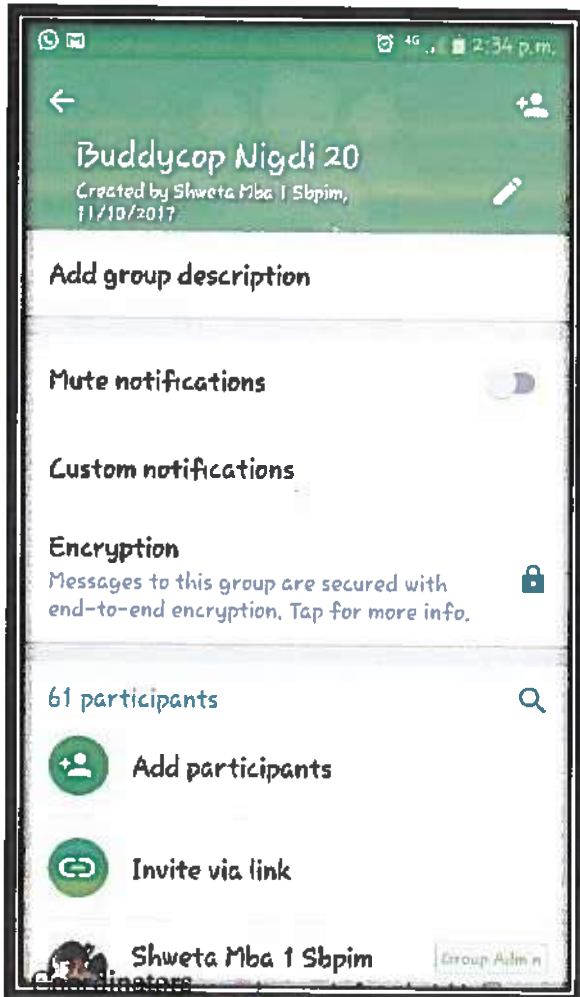 4G 2:34 p.m.
Buddycop Nigdi 20
Created by Shweta Mba 1 Sbpim,
11/10/2017
Add group description
Mute notifications
Custom notifications
Encryption
Messages to this group are secured with
end-to-end encryption. Tap for more info.
61 participants
Add participants
Invite via link
Shweta Mba 1 Sbpim
Group Admin
Coordinators